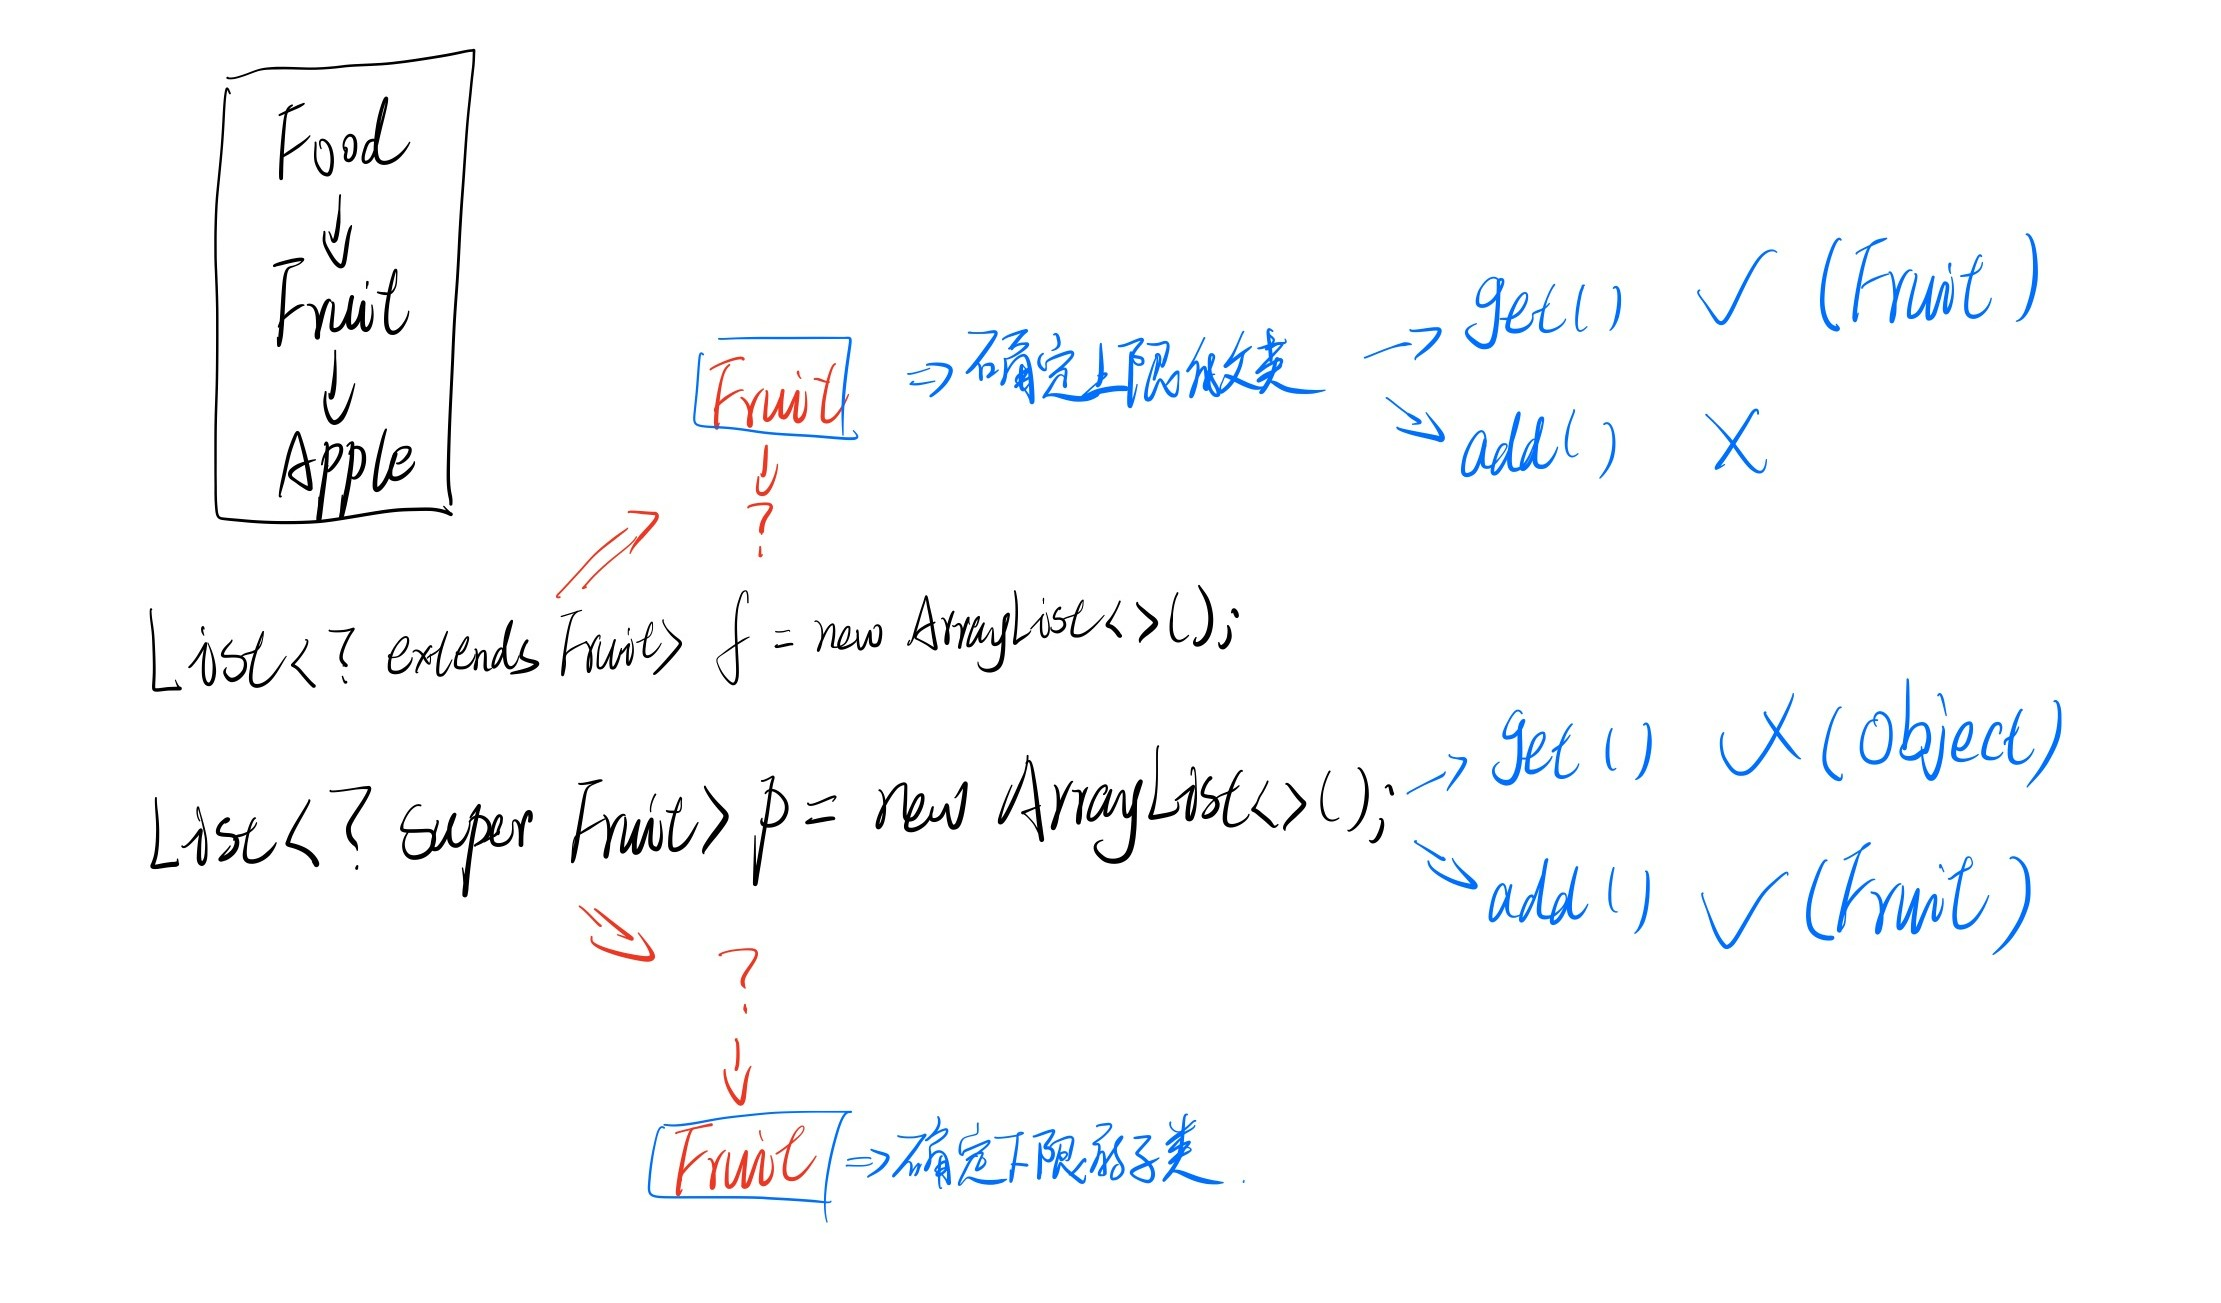 Food
↓
Fruit
↓
Apple
Fruit ⇒ 确定上限的父类 → get() ✓ (Fruit)
↘ add() ✗
↓
?
List<? extends Fruit> f = new ArrayList<>();
List<? super Fruit> p = new ArrayList<>(); → get() ✗ (Object)
↘ add() ✓ (Fruit)
?
↓
Fruit ⇒ 确定下限的子类.